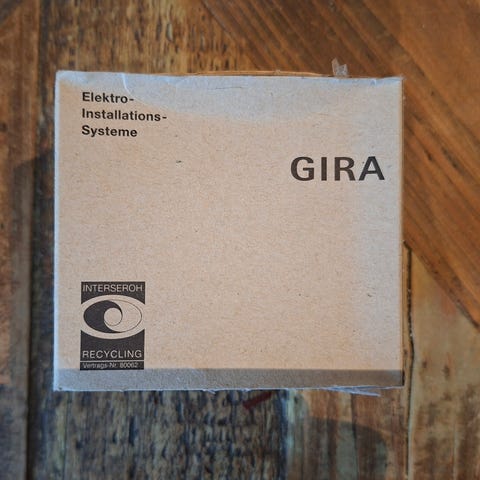 Elektro-
Installations-
Systeme
GIRA
INTERSEROH
RECYCLING
Vertrags-Nr. 80062